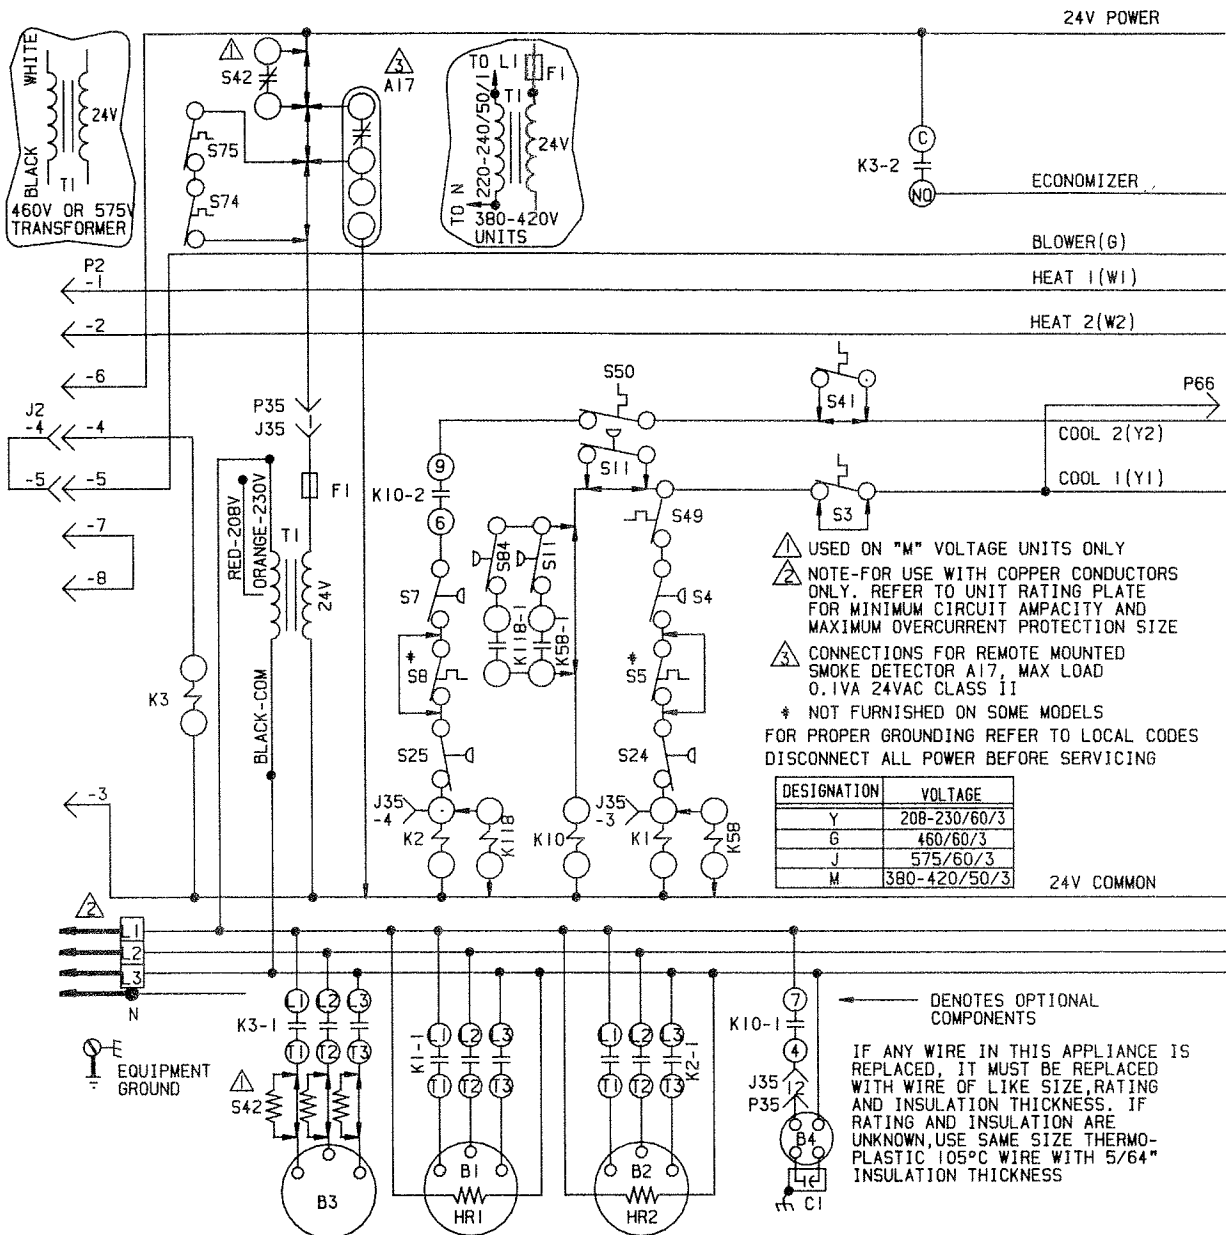 24V POWER
WHITE
BLACK
24V
T1
460V OR 575V
TRANSFORMER
1
S42
3
A17
S75
S74
TO L1
F1
T1
220-240/50/1
24V
TO N
380-420V
UNITS
C
K3-2
NO
ECONOMIZER
BLOWER(G)
P2
-1
HEAT 1(W1)
-2
HEAT 2(W2)
-6
J2
-4
-4
-5
-5
-7
-8
-3
P35
1
J35
RED-208V
ORANGE-230V
F1
T1
24V
BLACK-COM
K3
S50
S41
P66
COOL 2(Y2)
S11
9
K10-2
6
COOL 1(Y1)
S3
S49
S84
S11
S7
S4
K118-1
K58-1
*
S8
*
S5
S25
S24
J35
-4
K2
K118
K10
J35
-3
K1
K58
1 USED ON "M" VOLTAGE UNITS ONLY
2 NOTE-FOR USE WITH COPPER CONDUCTORS
ONLY. REFER TO UNIT RATING PLATE
FOR MINIMUM CIRCUIT AMPACITY AND
MAXIMUM OVERCURRENT PROTECTION SIZE
3 CONNECTIONS FOR REMOTE MOUNTED
SMOKE DETECTOR A17, MAX LOAD
0.1VA 24VAC CLASS II
* NOT FURNISHED ON SOME MODELS
FOR PROPER GROUNDING REFER TO LOCAL CODES
DISCONNECT ALL POWER BEFORE SERVICING
DESIGNATION VOLTAGE
Y 208-230/60/3
G 460/60/3
J 575/60/3
M 380-420/50/3
24V COMMON
2
L1
L2
L3
N
EQUIPMENT
GROUND
L1 L2 L3
K3-1
T1 T2 T3
1
S42
B3
L1 L2 L3
K1-1
T1 T2 T3
B1
HR1
L1 L2 L3
K2-1
T1 T2 T3
B2
HR2
7
K10-1
4
J35
12
P35
B4
C1
DENOTES OPTIONAL
COMPONENTS
IF ANY WIRE IN THIS APPLIANCE IS
REPLACED, IT MUST BE REPLACED
WITH WIRE OF LIKE SIZE,RATING
AND INSULATION THICKNESS. IF
RATING AND INSULATION ARE
UNKNOWN,USE SAME SIZE THERMO-
PLASTIC 105°C WIRE WITH 5/64"
INSULATION THICKNESS